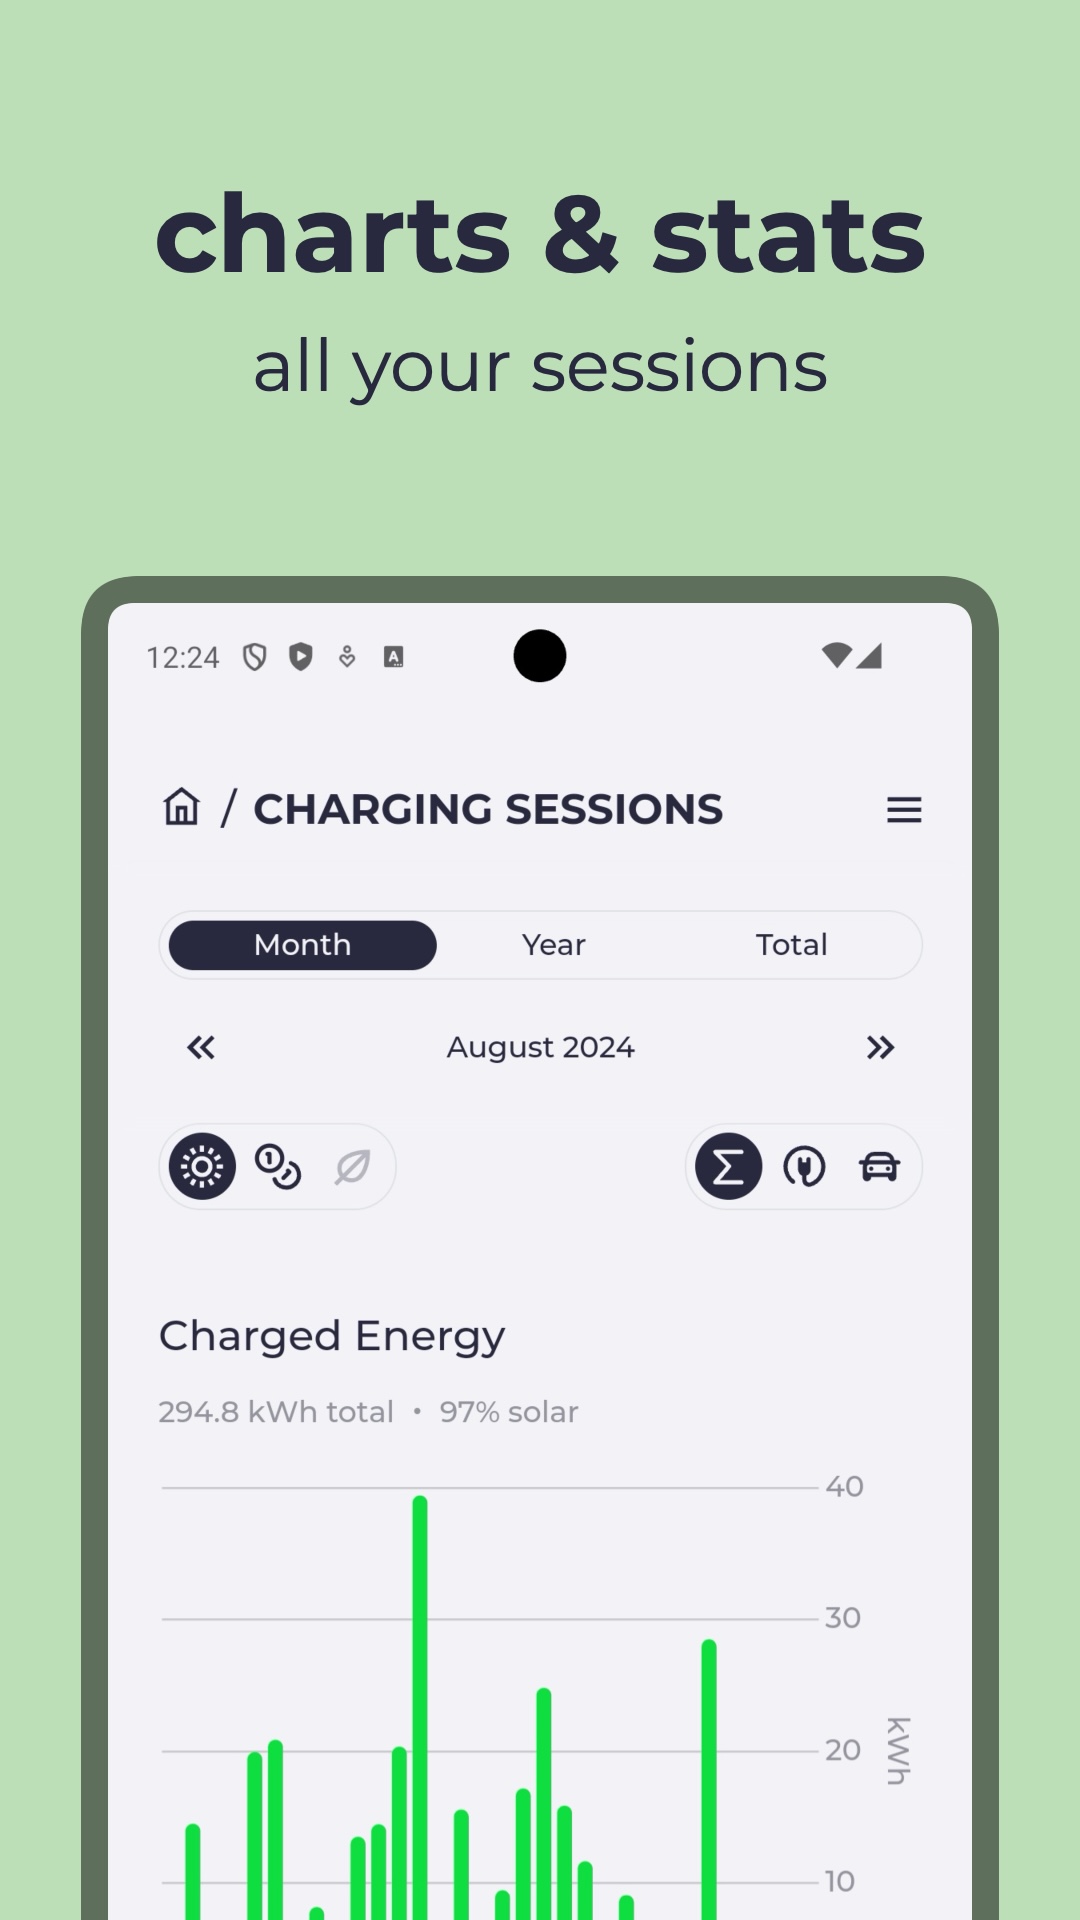 charts & stats
all your sessions
12:24
A
/ CHARGING SESSIONS
Month Year Total
August 2024
Charged Energy
294.8 kWh total • 97% solar
40
30
20
kWh
10